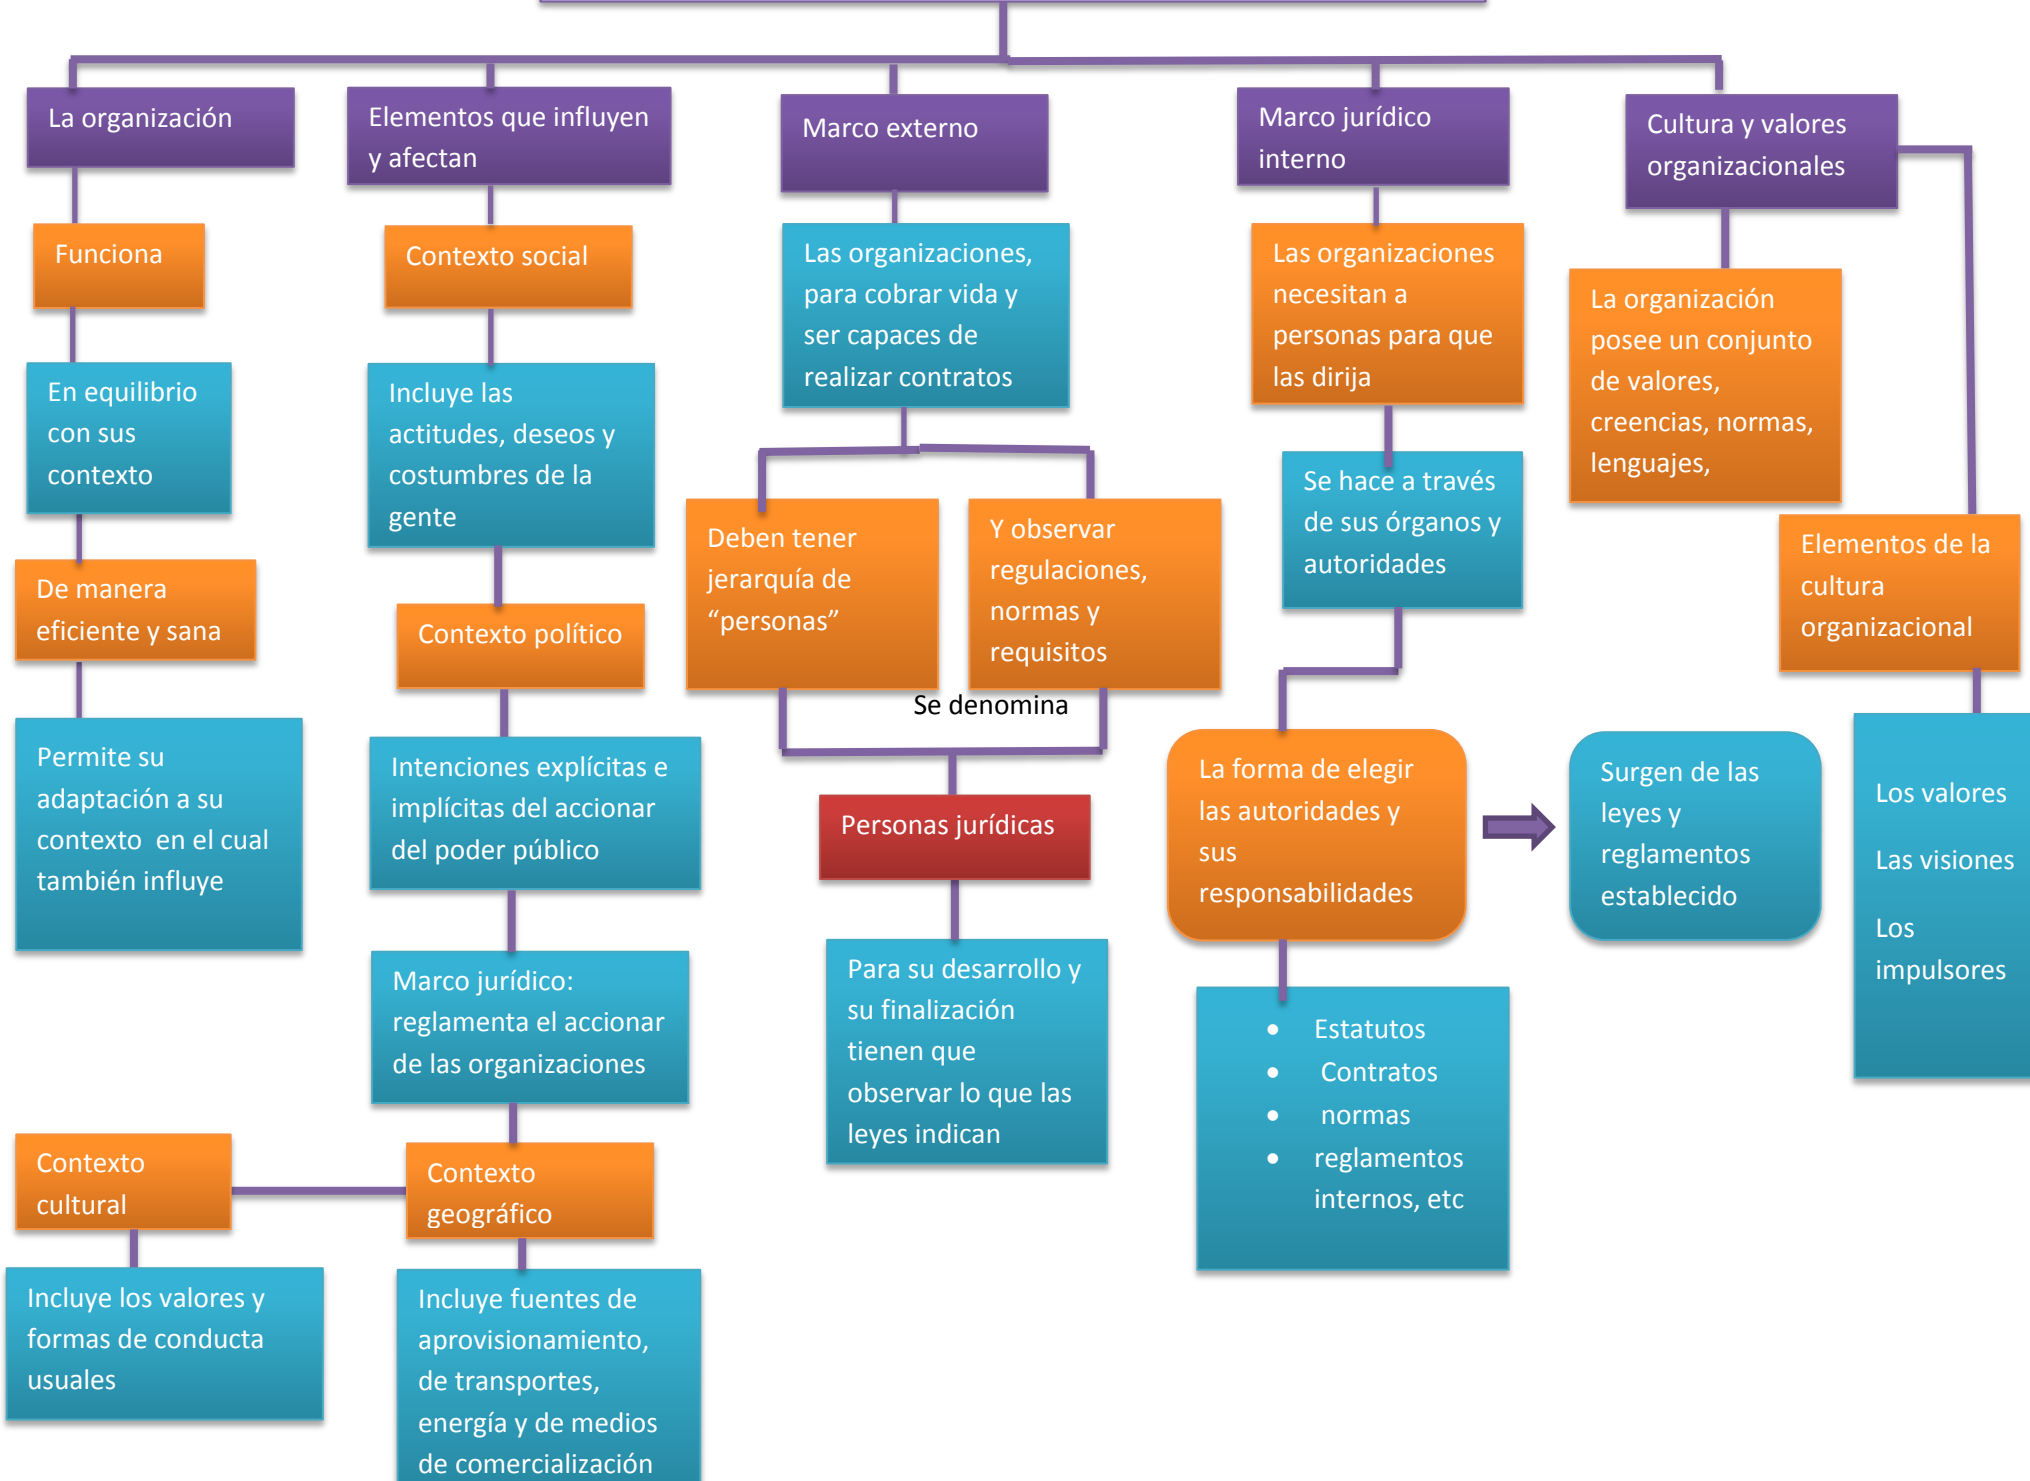 La organización
Funciona
En equilibrio
con sus
contexto
De manera
eficiente y sana
Permite su
adaptación a su
contexto  en el cual
también influye
Elementos que influyen
y afectan
Contexto social
Incluye las
actitudes, deseos y
costumbres de la
gente
Contexto político
Intenciones explícitas e
implícitas del accionar
del poder público
Marco jurídico:
reglamenta el accionar
de las organizaciones
Contexto
geográfico
Incluye fuentes de
aprovisionamiento,
de transportes,
energía y de medios
de comercialización
Contexto
cultural
Incluye los valores y
formas de conducta
usuales
Marco externo
Las organizaciones,
para cobrar vida y
ser capaces de
realizar contratos
Deben tener
jerarquía de
“personas”
Y observar
regulaciones,
normas y
requisitos
Se denomina
Personas jurídicas
Para su desarrollo y
su finalización
tienen que
observar lo que las
leyes indican
Marco jurídico
interno
Las organizaciones
necesitan a
personas para que
las dirija
Se hace a través
de sus órganos y
autoridades
La forma de elegir
las autoridades y
sus
responsabilidades
Surgen de las
leyes y
reglamentos
establecido
• Estatutos
• Contratos
• normas
• reglamentos
internos, etc
Cultura y valores
organizacionales
La organización
posee un conjunto
de valores,
creencias, normas,
lenguajes,
Elementos de la
cultura
organizacional
Los valores
Las visiones
Los
impulsores